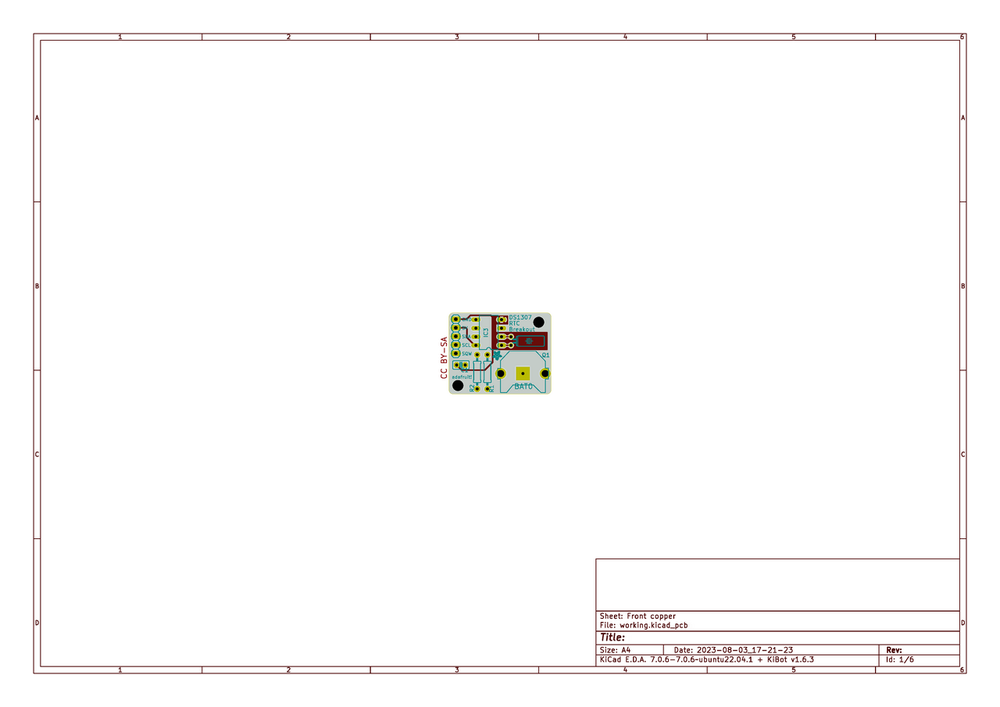 1 2 3 4 5 6
A A
B B
C C
D D
1 2 3 4 5 6
CC BY-SA
DS1307
RTC
Breakout
IC3
SCL
SQW
Q1
adafruit!
R2
R1
BAT0
Sheet: Front copper
File: working.kicad_pcb
Title:
Size: A4
Date: 2023-08-03_17-21-23
Rev:
KiCad E.D.A. 7.0.6-7.0.6-ubuntu22.04.1 + KiBot v1.6.3
Id: 1/6